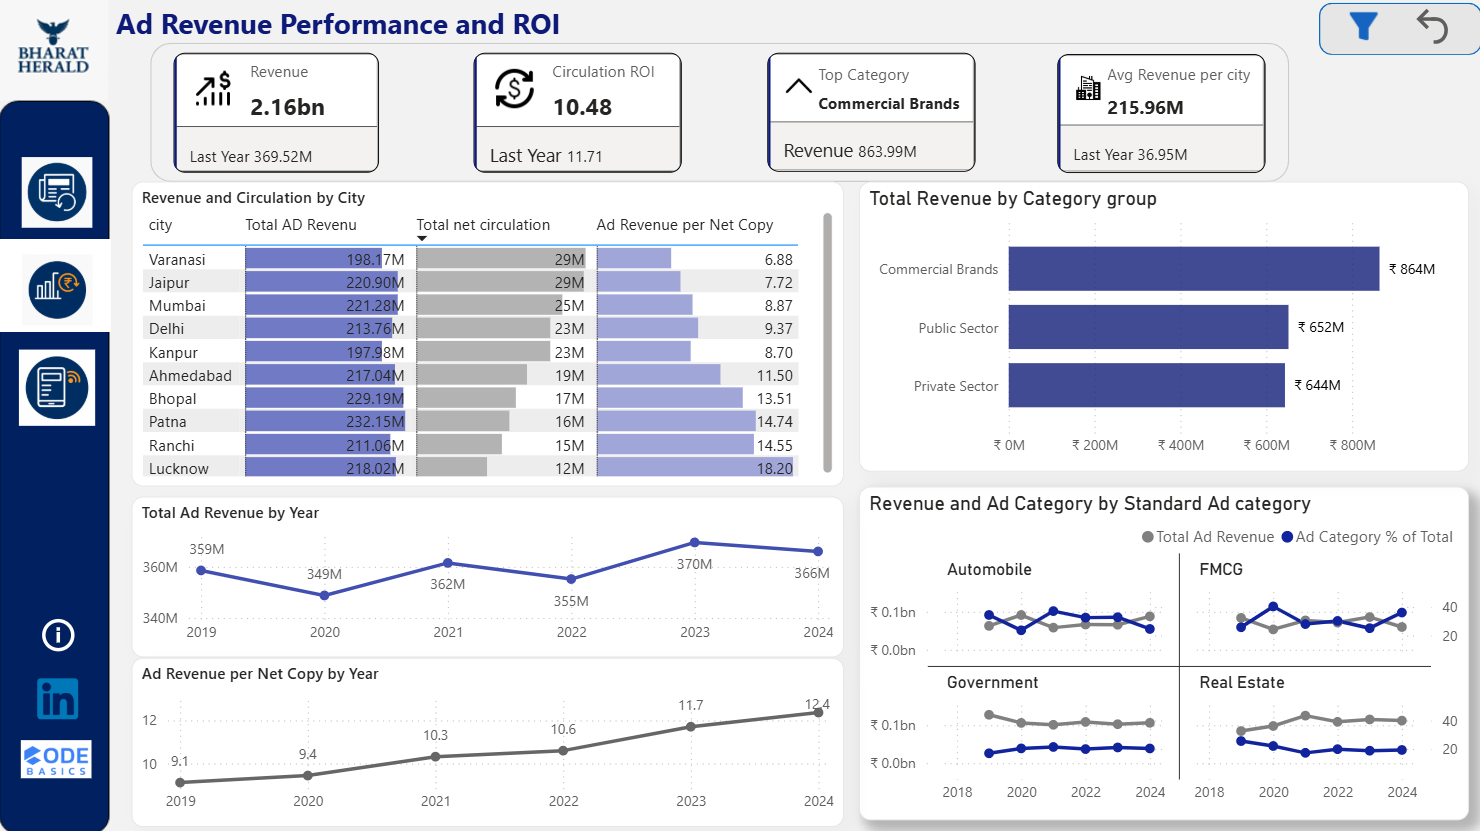 BHARAT
HERALD
Ad Revenue Performance and ROI
Revenue
2.16bn
Last Year 369.52M
Circulation ROI
10.48
Last Year 11.71
Top Category
Commercial Brands
Revenue 863.99M
Avg Revenue per city
215.96M
Last Year 36.95M
Revenue and Circulation by City
city Total AD Revenu Total net circulation Ad Revenue per Net Copy
Varanasi 198.17M 29M 6.88
Jaipur 220.90M 29M 7.72
Mumbai 221.28M 25M 8.87
Delhi 213.76M 23M 9.37
Kanpur 197.98M 23M 8.70
Ahmedabad 217.04M 19M 11.50
Bhopal 229.19M 17M 13.51
Patna 232.15M 16M 14.74
Ranchi 211.06M 15M 14.55
Lucknow 218.02M 12M 18.20
Total Revenue by Category group
Commercial Brands ₹ 864M
Public Sector ₹ 652M
Private Sector ₹ 644M
₹ 0M ₹ 200M ₹ 400M ₹ 600M ₹ 800M
Total Ad Revenue by Year
360M
340M
359M 349M 362M 355M 370M 366M
2019 2020 2021 2022 2023 2024
Ad Revenue per Net Copy by Year
12
10
9.1 9.4 10.3 10.6 11.7 12.4
2019 2020 2021 2022 2023 2024
Revenue and Ad Category by Standard Ad category
Total Ad Revenue Ad Category % of Total
Automobile FMCG
₹ 0.1bn 40
20
₹ 0.0bn
Government Real Estate
₹ 0.1bn 40
20
₹ 0.0bn
2018 2020 2022 2024 2018 2020 2022 2024
in
CODE
BASICS